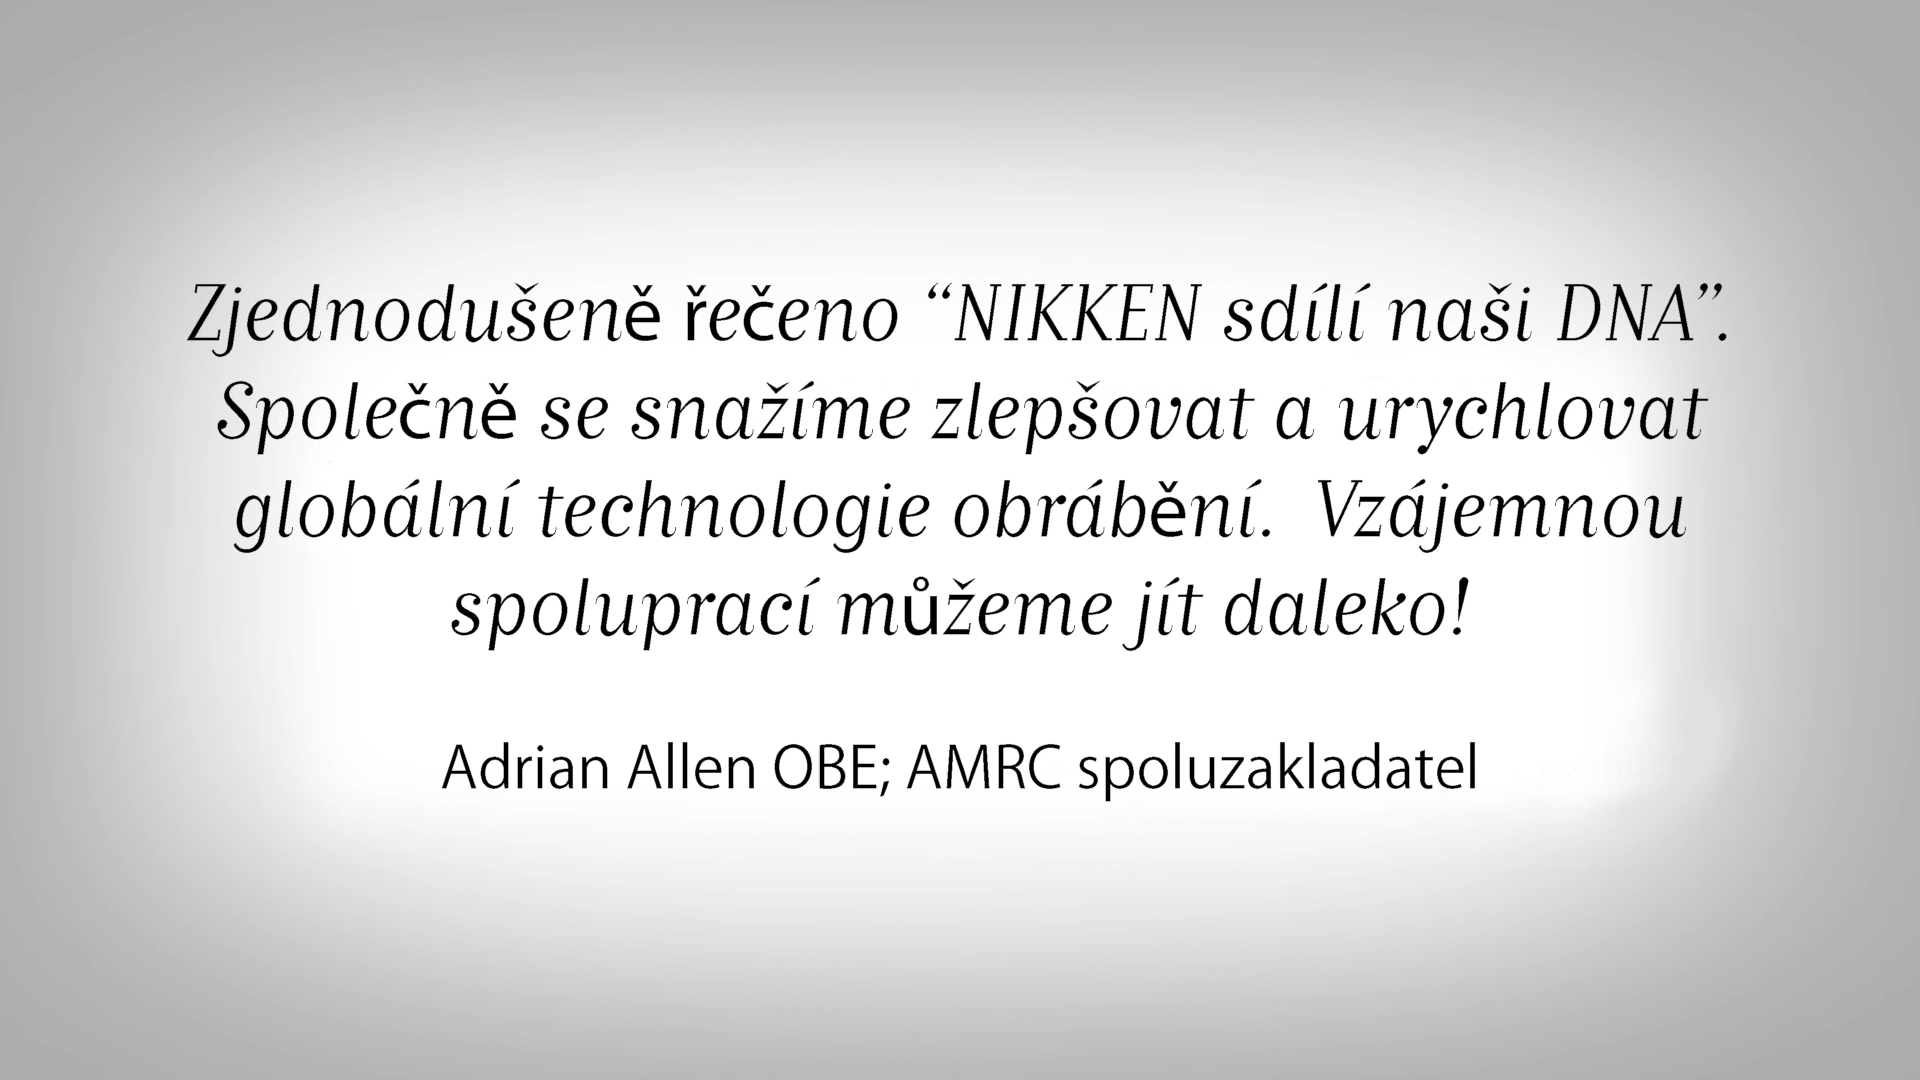 Zjednodušeně řečeno “NIKKEN sdílí naši DNA”.
Společně se snažíme zlepšovat a urychlovat
globální technologie obrábění.  Vzájemnou
spoluprací můžeme jít daleko!
Adrian Allen OBE; AMRC spoluzakladatel